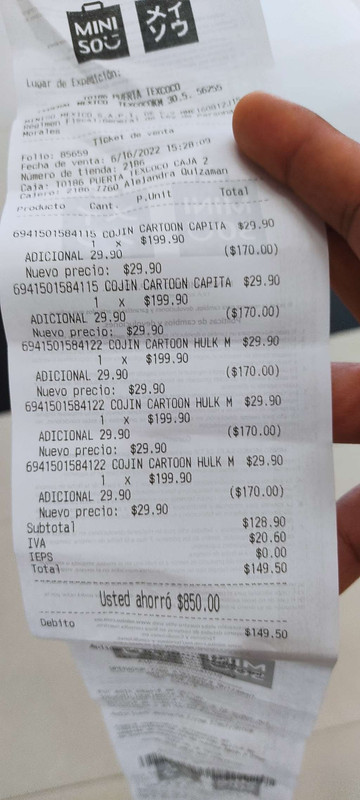 MINI
SO
メイ
ソウ
Lugar de Expedición:
10186 PUERTA TEXCOCO
MEXICO TEXCOCO 30.5. 56255
Morales
Ticket de venta
Folio: 85659
Fecha de venta: 6/16/2022 15:28:09
Número de tienda: 2186
Caja: 10186 PUERTA TEXCOCO CAJA 2
Cajero: 2186-7760 Alejandra Quizaman
Producto Cant P.Unit Total
6941501584115 COJIN CARTOON CAPITA $29.90
1 x $199.90
ADICIONAL 29.90 ($170.00)
Nuevo precio: $29.90
6941501584115 COJIN CARTOON CAPITA $29.90
1 x $199.90
ADICIONAL 29.90 ($170.00)
Nuevo precio: $29.90
6941501584122 COJIN CARTOON HULK M $29.90
1 x $199.90
ADICIONAL 29.90 ($170.00)
Nuevo precio: $29.90
6941501584122 COJIN CARTOON HULK M $29.90
1 x $199.90
ADICIONAL 29.90 ($170.00)
Nuevo precio: $29.90
6941501584122 COJIN CARTOON HULK M $29.90
1 x $199.90
ADICIONAL 29.90 ($170.00)
Nuevo precio: $29.90
Subtotal $128.90
IVA $20.60
IEPS $0.00
Total $149.50
Usted ahorró $850.00
Debito $149.50